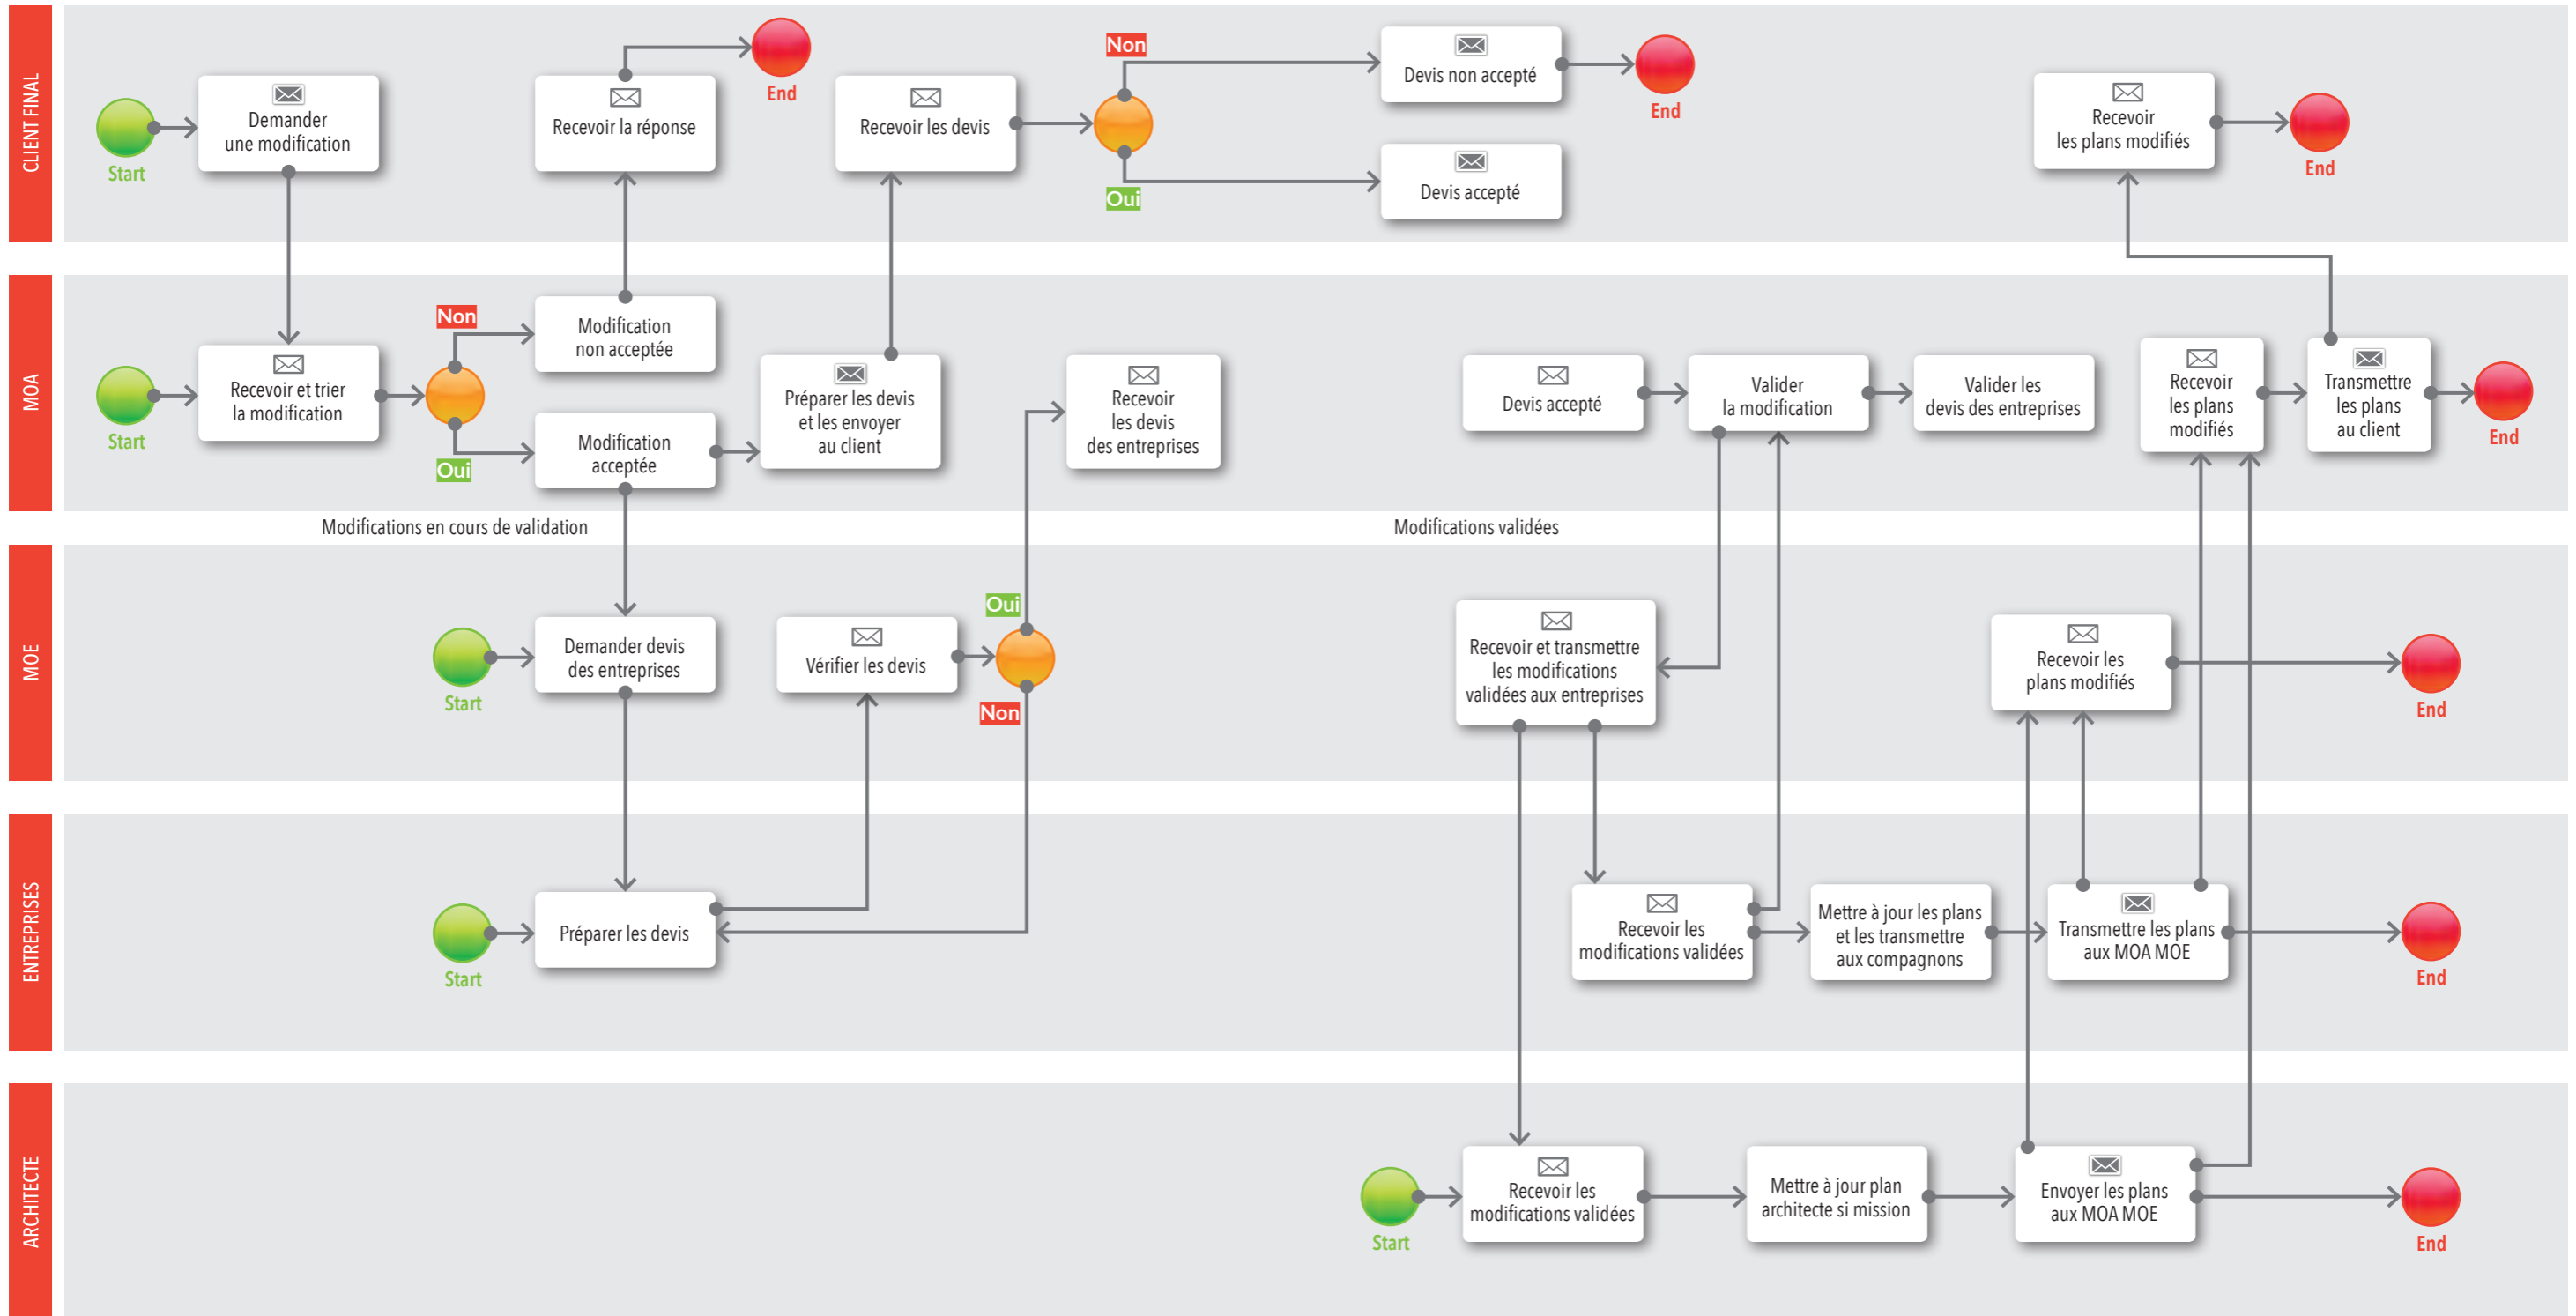 CLIENT FINAL
Start
Demander
une modification
Recevoir la réponse
End
Recevoir les devis
Non
Oui
Devis non accepté
End
Devis accepté
Recevoir
les plans modifiés
End
MOA
Start
Recevoir et trier
la modification
Non
Oui
Modification
non acceptée
Modification
acceptée
Préparer les devis
et les envoyer
au client
Recevoir
les devis
des entreprises
Devis accepté
Valider
la modification
Valider les
devis des entreprises
Recevoir
les plans
modifiés
Transmettre
les plans
au client
End
Modifications en cours de validation
Modifications validées
MOE
Start
Demander devis
des entreprises
Vérifier les devis
Oui
Non
Recevoir et transmettre
les modifications
validées aux entreprises
Recevoir les
plans modifiés
End
ENTREPRISES
Start
Préparer les devis
Recevoir les
modifications validées
Mettre à jour les plans
et les transmettre
aux compagnons
Transmettre les plans
aux MOA MOE
End
ARCHITECTE
Start
Recevoir les
modifications validées
Mettre à jour plan
architecte si mission
Envoyer les plans
aux MOA MOE
End